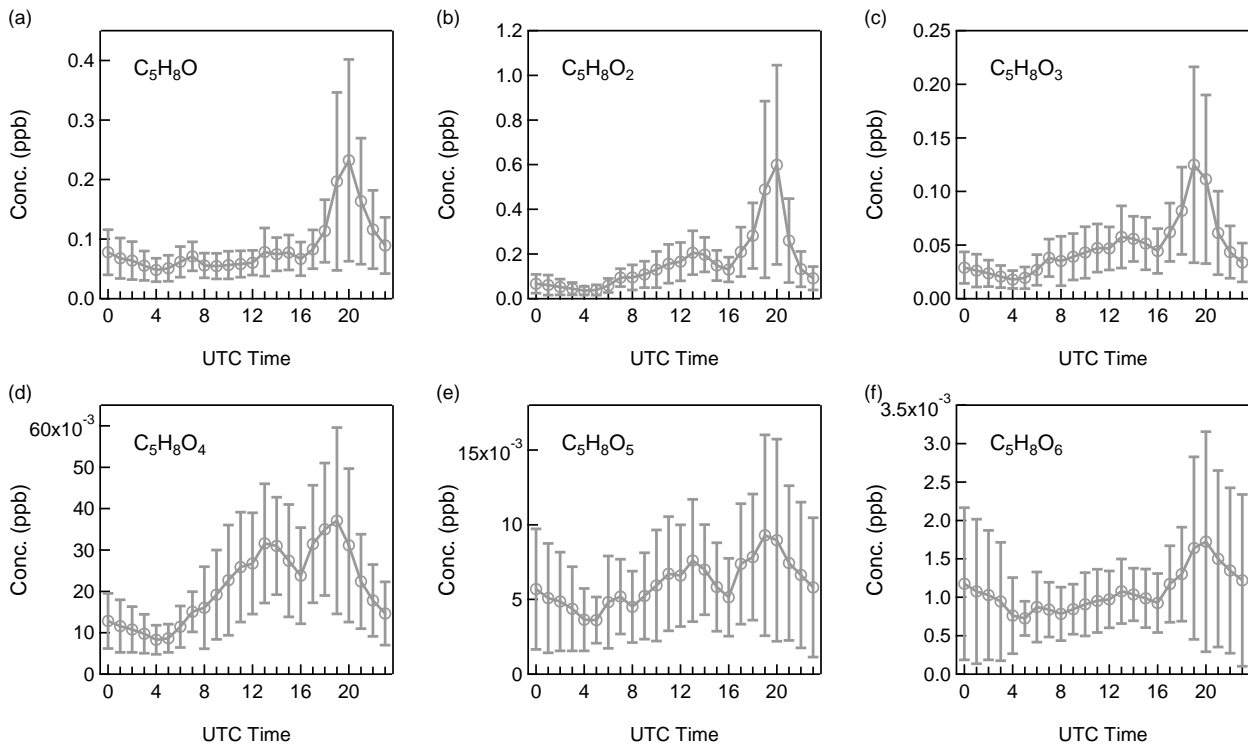 (a)
C5H8O
Conc. (ppb)
0.4
0.3
0.2
0.1
0.0
0 4 8 12 16 20
UTC Time
(b)
C5H8O2
Conc. (ppb)
1.2
1.0
0.8
0.6
0.4
0.2
0.0
0 4 8 12 16 20
UTC Time
(c)
C5H8O3
Conc. (ppb)
0.25
0.20
0.15
0.10
0.05
0.00
0 4 8 12 16 20
UTC Time
(d)
C5H8O4
Conc. (ppb)
60x10-3
50
40
30
20
10
0
0 4 8 12 16 20
UTC Time
(e)
C5H8O5
Conc. (ppb)
15x10-3
10
5
0
0 4 8 12 16 20
UTC Time
(f)
C5H8O6
Conc. (ppb)
3.5x10-3
3.0
2.5
2.0
1.5
1.0
0.5
0.0
0 4 8 12 16 20
UTC Time